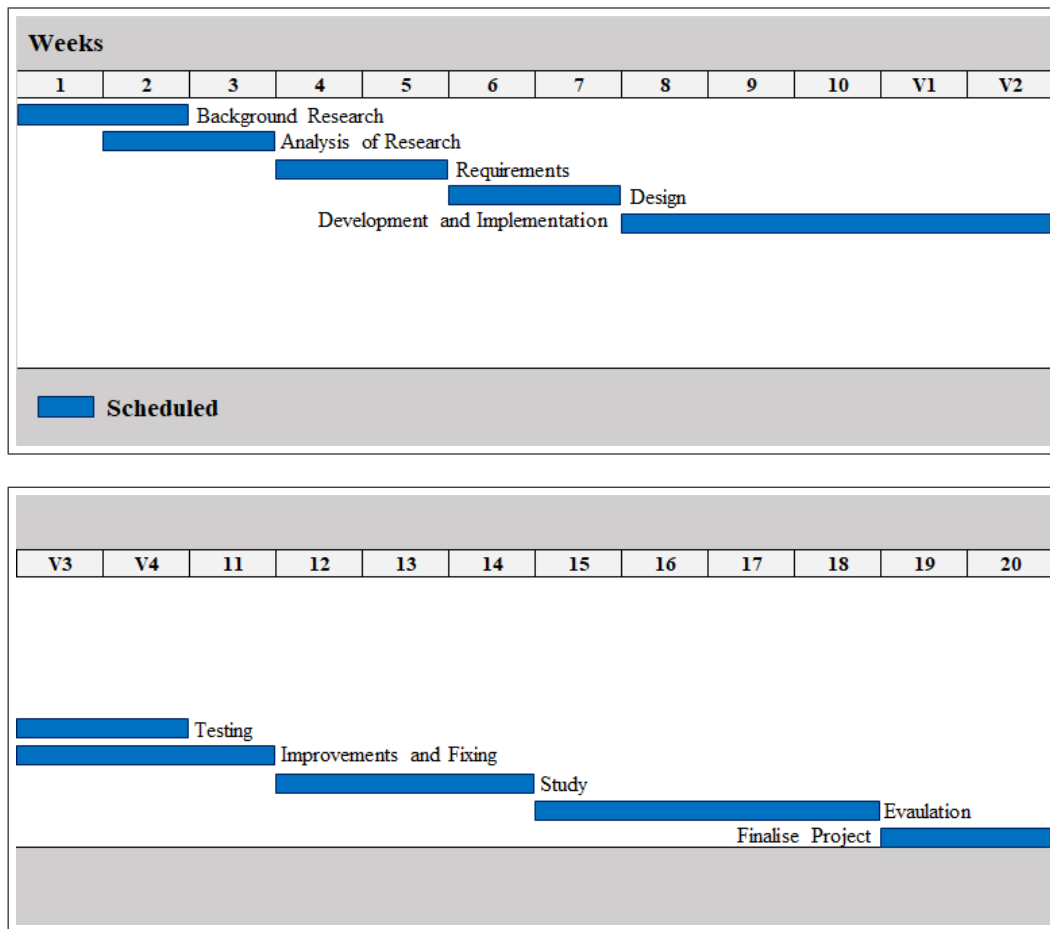 Weeks
1 2 3 4 5 6 7 8 9 10 V1 V2
Background Research
Analysis of Research
Requirements
Design
Development and Implementation
Scheduled
V3 V4 11 12 13 14 15 16 17 18 19 20
Testing
Improvements and Fixing
Study
Evaulation
Finalise Project